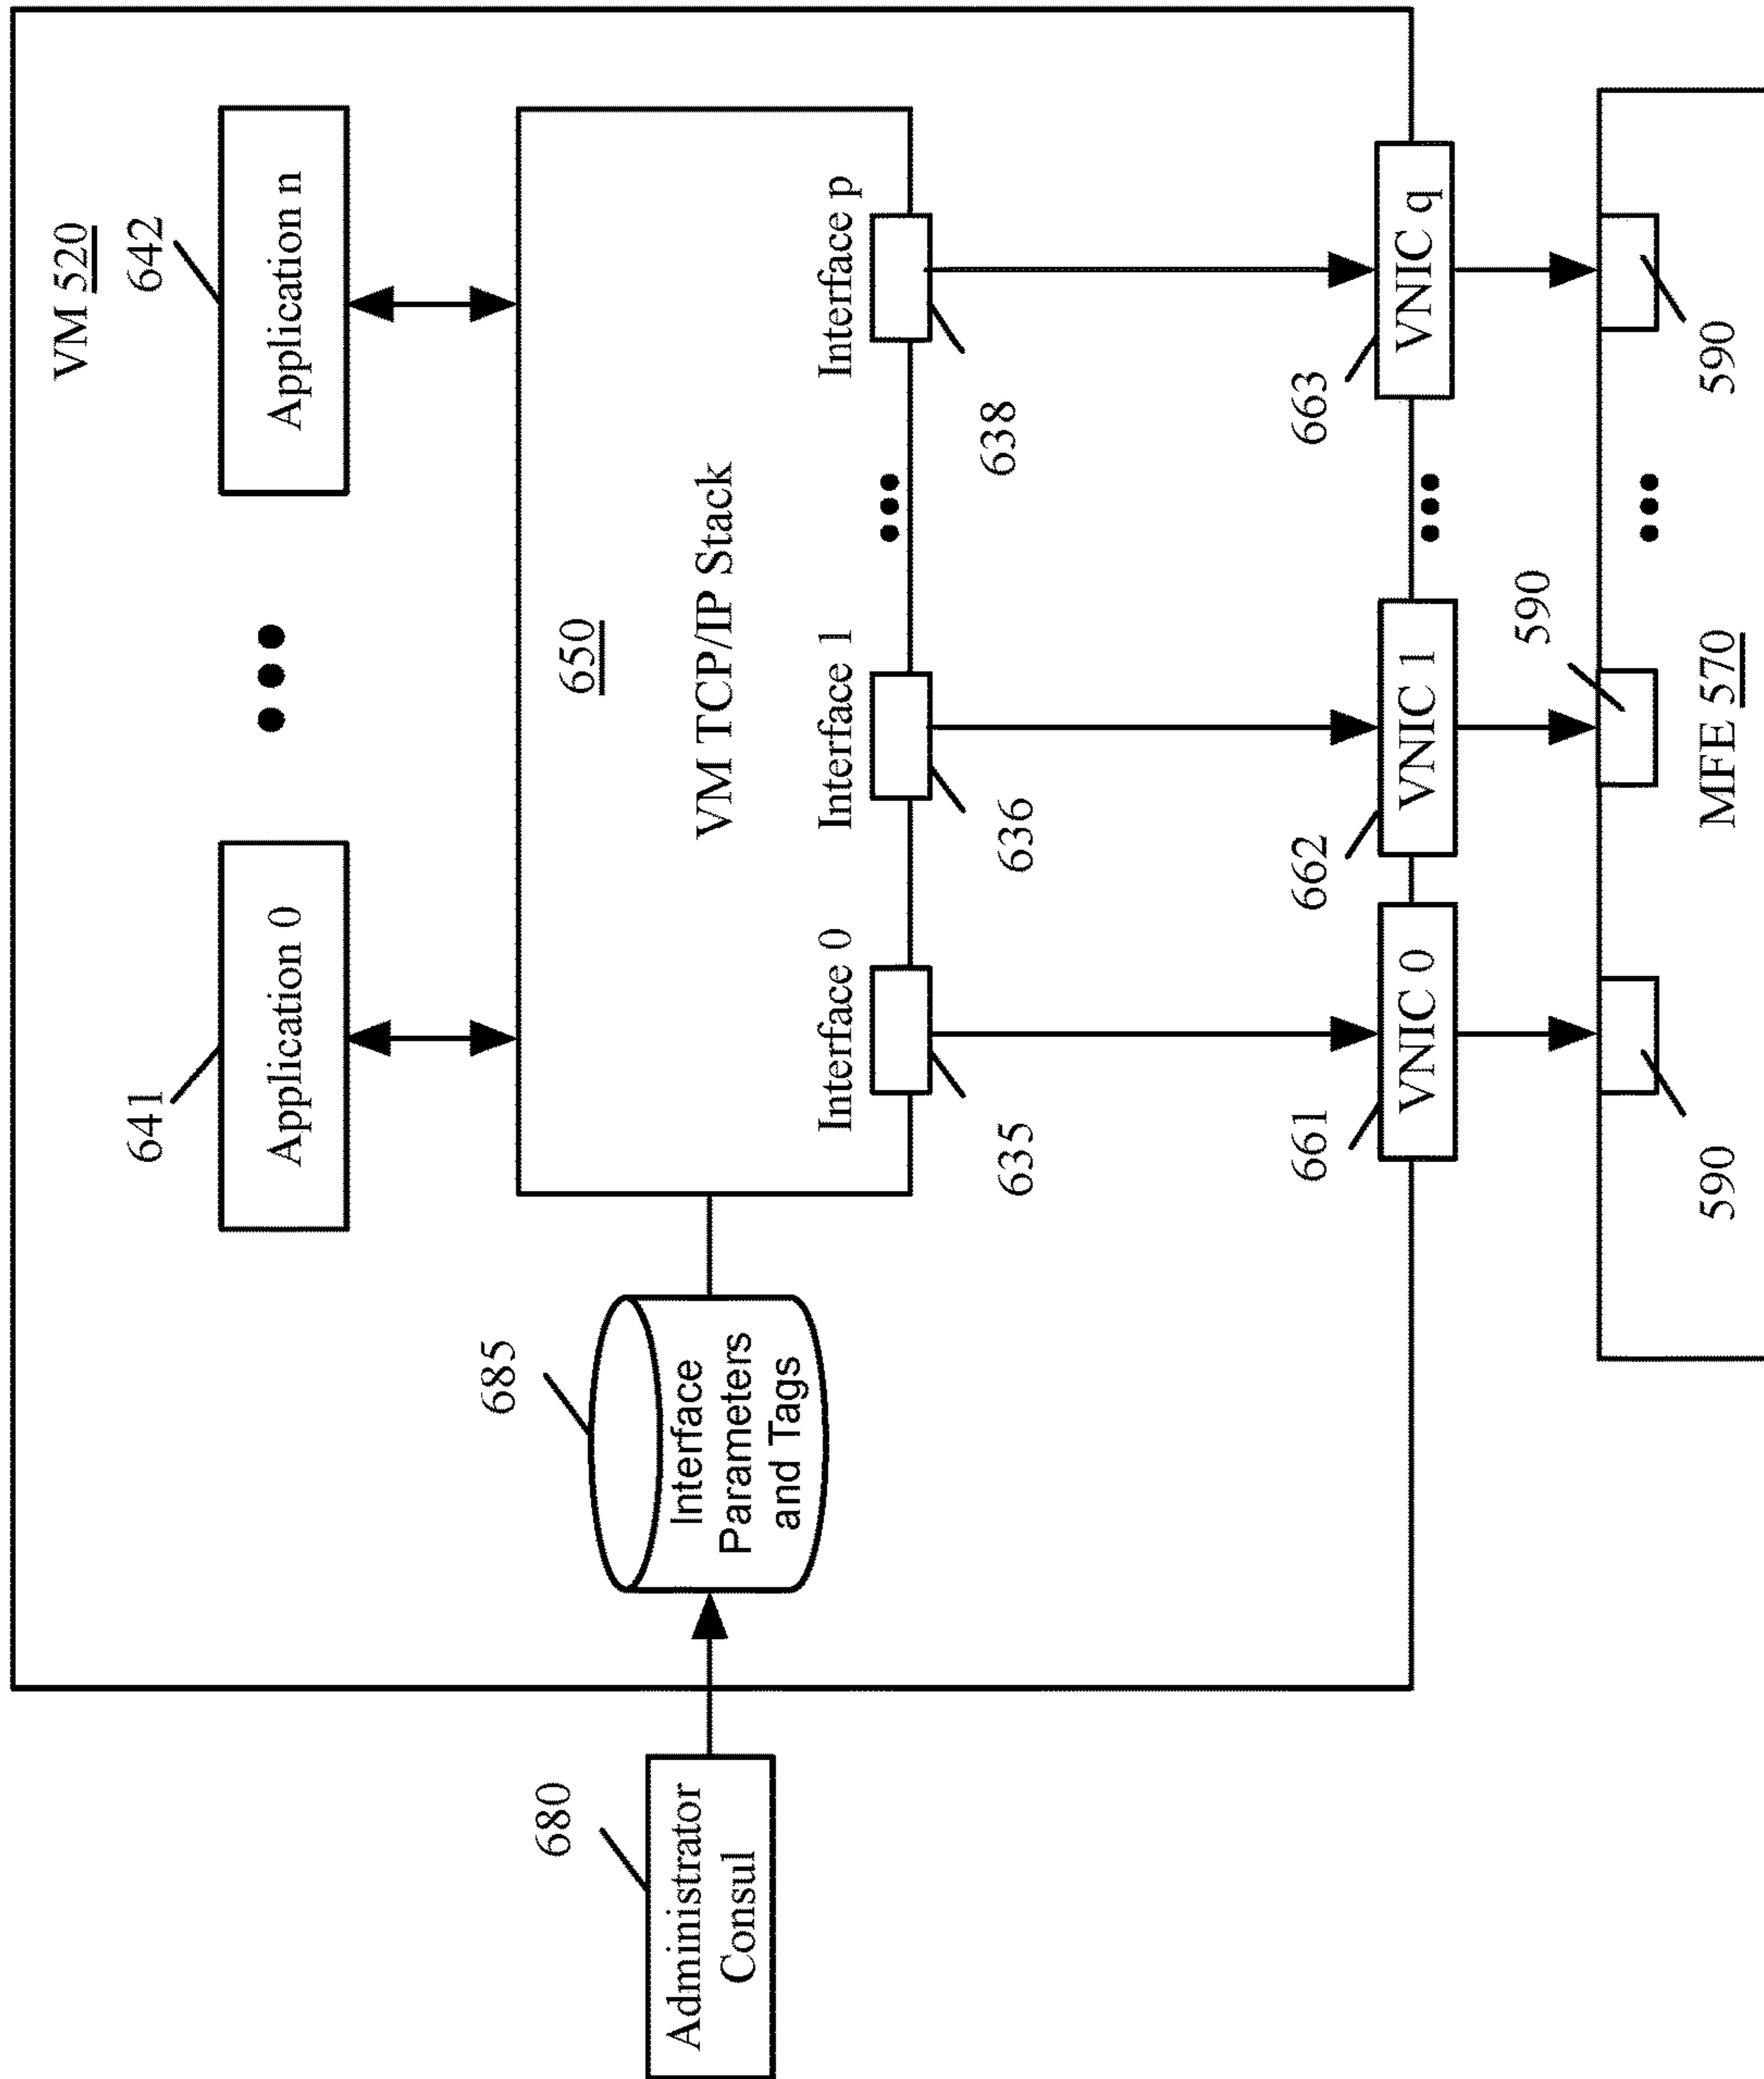 VM 520
641
642
Application 0
Application n
685
650
VM TCP/IP Stack
Interface
Parameters
and Tags
680
Administrator
Consul
Interface 0
Interface 1
Interface p
635
636
638
661
662
663
VNIC 0
VNIC 1
VNIC q
590
590
590
MFE 570